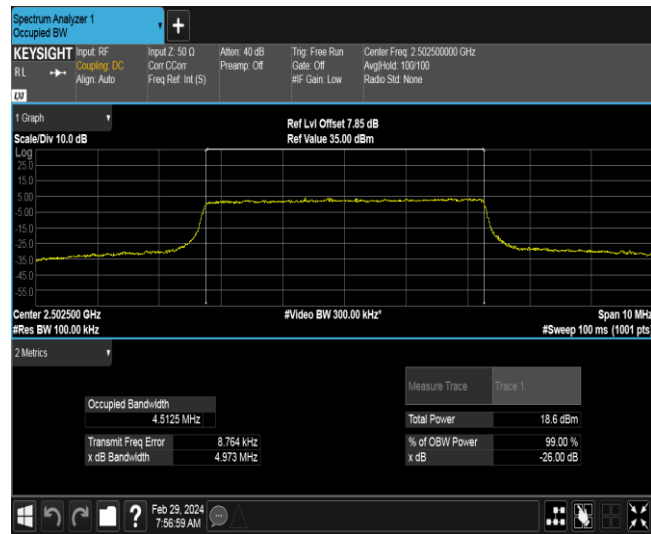 Spectrum Analyzer 1
Occupied BW
+
KEYSIGHT
RL
LXI
Input: RF
Coupling: DC
Align: Auto
Input Z: 50 Ω
Corr CCorr
Freq Ref: Int (S)
Atten: 40 dB
Preamp: Off
Trig: Free Run
Gate: Off
#IF Gain: Low
Center Freq: 2.502500000 GHz
Avg|Hold: 100/100
Radio Std: None
1 Graph
Scale/Div 10.0 dB
Ref Lvl Offset 7.85 dB
Ref Value 35.00 dBm
Log
25.0
15.0
5.00
-5.00
-15.0
-25.0
-35.0
-45.0
-55.0
Center 2.502500 GHz
#Res BW 100.00 kHz
#Video BW 300.00 kHz*
Span 10 MHz
#Sweep 100 ms (1001 pts)
2 Metrics
Measure Trace Trace 1
Occupied Bandwidth
4.5125 MHz
Total Power 18.6 dBm
Transmit Freq Error 8.764 kHz
% of OBW Power 99.00 %
x dB Bandwidth 4.973 MHz
x dB -26.00 dB
?
Feb 29, 2024
7:56:59 AM